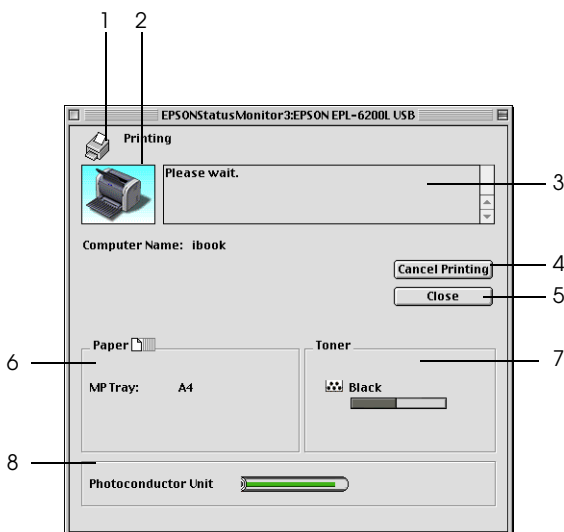 1 2
EPSONStatusMonitor3:EPSON EPL-6200L USB
Printing
Please wait.
3
Computer Name: ibook
Cancel Printing 4
Close 5
Paper Toner
6 7
MP Tray: A4 Black
8
Photoconductor Unit